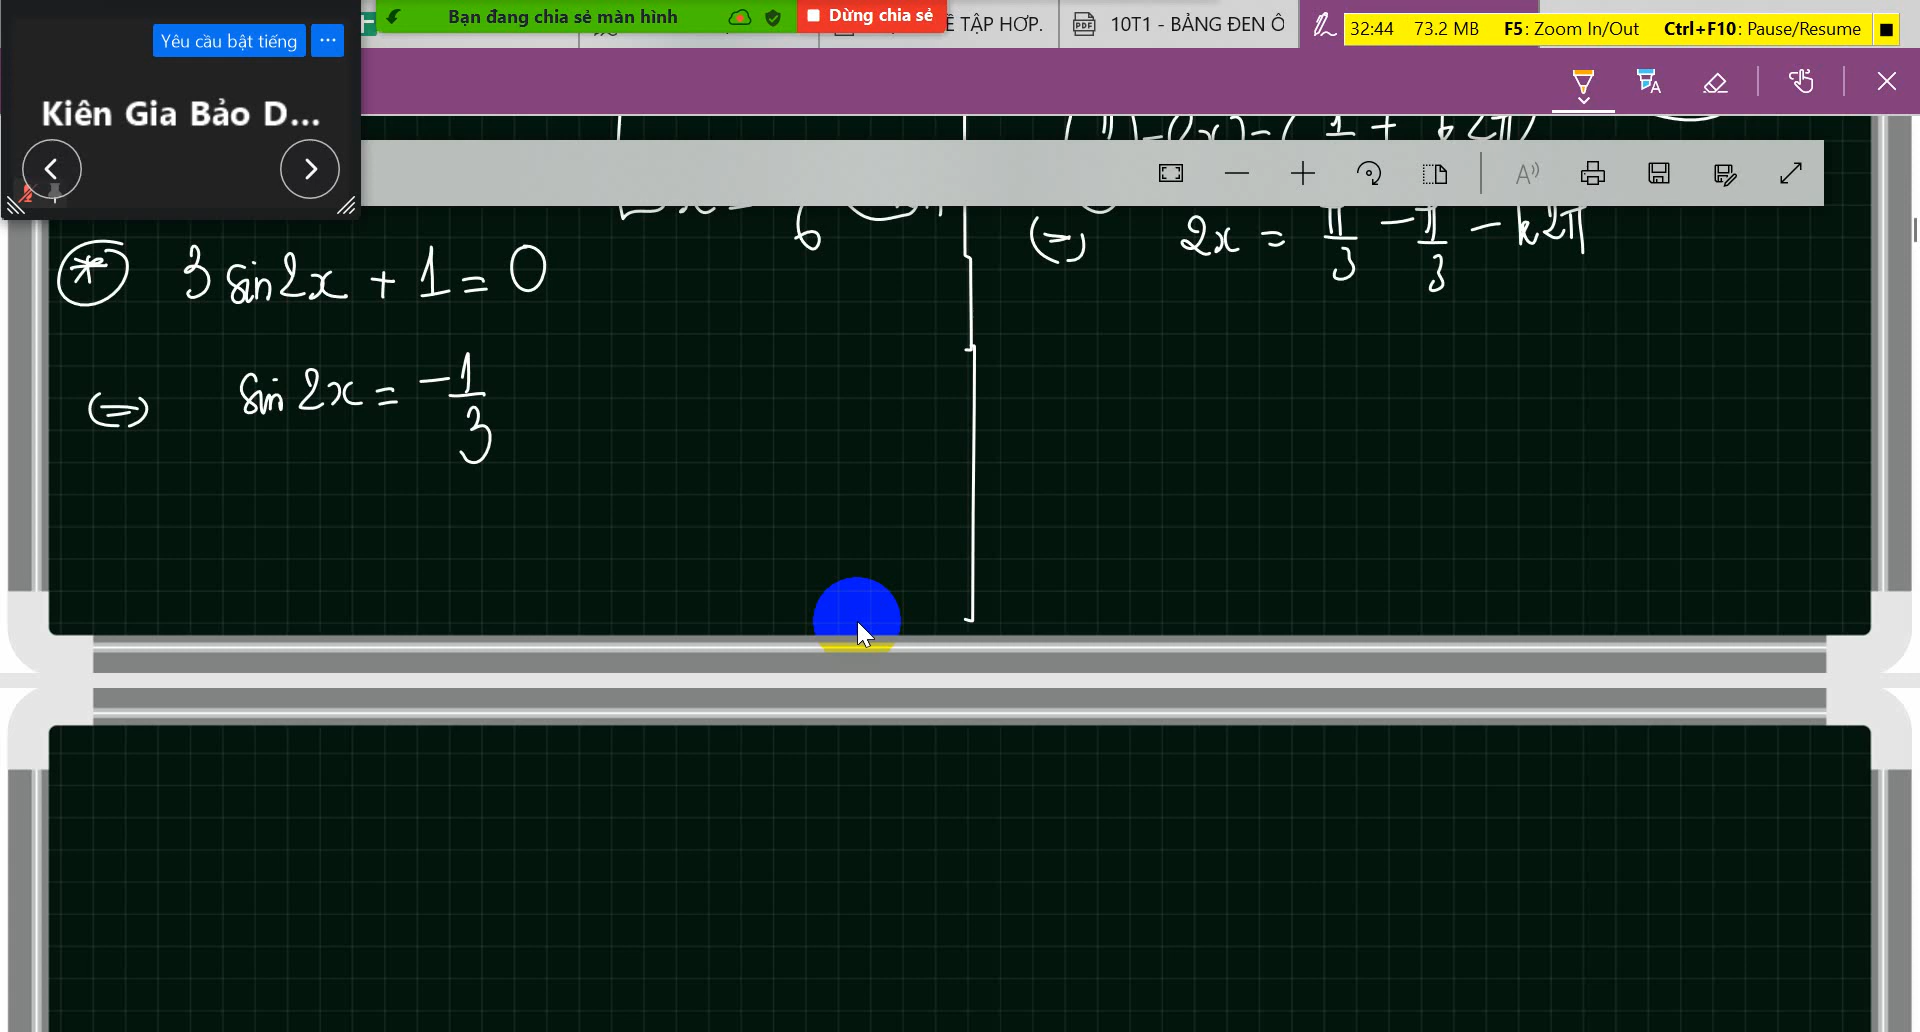 Bạn đang chia sẻ màn hình
Dừng chia sẻ
Ề TẬP HƠP.
10T1 - BẢNG ĐEN Ô
32:44 73.2 MB F5: Zoom In/Out Ctrl+F10: Pause/Resume
Yêu cầu bật tiếng ...
Kiên Gia Bảo D...
* 3 sin2x + 1 = 0
(=) sin 2x = -1/3
(=) 2x = π/3 - π/3 - k2π